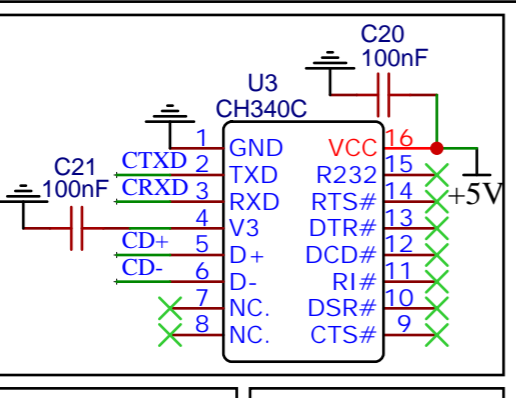 C20
100nF
U3
CH340C
C21
100nF
CTXD
CRXD
CD+
CD-
1 GND VCC 16
2 TXD R232 15
3 RXD RTS# 14
4 V3 DTR# 13
5 D+ DCD# 12
6 D- RI# 11
7 NC. DSR# 10
8 NC. CTS# 9
+5V